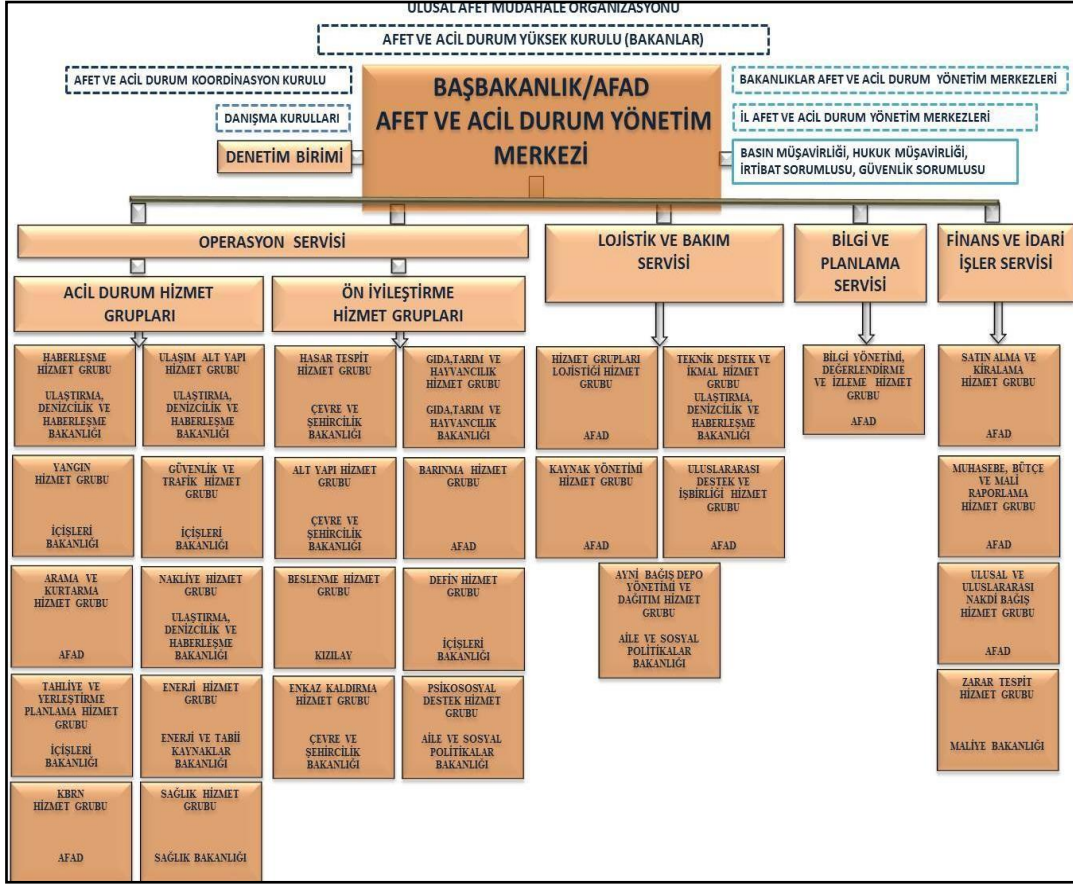 ULUSAL AFET MÜDAHALE ORGANİZASYONU
AFET VE ACİL DURUM YÜKSEK KURULU (BAKANLAR)
AFET VE ACİL DURUM KOORDİNASYON KURULU
DANIŞMA KURULLARI
DENETİM BİRİMİ
BAŞBAKANLIK/AFAD
AFET VE ACİL DURUM YÖNETİM
MERKEZİ
BAKANLIKLAR AFET VE ACİL DURUM YÖNETİM MERKEZLERİ
İL AFET VE ACİL DURUM YÖNETİM MERKEZLERİ
BASIN MÜŞAVİRLİĞİ, HUKUK MÜŞAVİRLİĞİ,
İRTİBAT SORUMLUSU, GÜVENLİK SORUMLUSU
OPERASYON SERVİSİ
LOJİSTİK VE BAKIM
SERVİSİ
BİLGİ VE
PLANLAMA
SERVİSİ
FİNANS VE İDARİ
İŞLER SERVİSİ
ACİL DURUM HİZMET
GRUPLARI
ÖN İYİLEŞTİRME
HİZMET GRUPLARI
HABERLEŞME
HİZMET GRUBU
ULAŞTIRMA,
DENİZCİLİK VE
HABERLEŞME
BAKANLIĞI
ULAŞIM ALT YAPI
HİZMET GRUBU
ULAŞTIRMA,
DENİZCİLİK VE
HABERLEŞME
BAKANLIĞI
HASAR TESPİT
HİZMET GRUBU
ÇEVRE VE
ŞEHİRCİLİK
BAKANLIĞI
GIDA,TARIM VE
HAYVANCILIK
HİZMET GRUBU
GIDA,TARIM VE
HAYVANCILIK
BAKANLIĞI
HİZMET GRUPLARI
LOJİSTİĞİ HİZMET
GRUBU
AFAD
TEKNİK DESTEK VE
İKMAL HİZMET
GRUBU
ULAŞTIRMA,
DENİZCİLİK VE
HABERLEŞME
BAKANLIĞI
BİLGİ YÖNETİMİ,
DEĞERLENDİRME
VE İZLEME HİZMET
GRUBU
AFAD
SATIN ALMA VE
KİRALAMA
HİZMET GRUBU
AFAD
YANGIN
HİZMET GRUBU
İÇİŞLERİ
BAKANLIĞI
GÜVENLİK VE
TRAFİK HİZMET
GRUBU
İÇİŞLERİ
BAKANLIĞI
ALT YAPI HİZMET
GRUBU
ÇEVRE VE
ŞEHİRCİLİK
BAKANLIĞI
BARINMA HİZMET
GRUBU
AFAD
KAYNAK YÖNETİMİ
HİZMET GRUBU
AFAD
ULUSLARARASI
DESTEK VE
İŞBİRLİĞİ HİZMET
GRUBU
AFAD
MUHASEBE, BÜTÇE
VE MALİ
RAPORLAMA
HİZMET GRUBU
AFAD
ARAMA VE
KURTARMA
HİZMET GRUBU
AFAD
NAKLİYE HİZMET
GRUBU
ULAŞTIRMA,
DENİZCİLİK VE
HABERLEŞME
BAKANLIĞI
BESLENME HİZMET
GRUBU
KIZILAY
DEFİN HİZMET
GRUBU
İÇİŞLERİ
BAKANLIĞI
AYNİ BAĞIŞ DEPO
YÖNETİMİ VE
DAĞITIM HİZMET
GRUBU
AİLE VE SOSYAL
POLİTİKALAR
BAKANLIĞI
ULUSAL VE
ULUSLARARASI
NAKDİ BAĞIŞ
HİZMET GRUBU
AFAD
TAHLİYE VE
YERLEŞTİRME
PLANLAMA HİZMET
GRUBU
İÇİŞLERİ
BAKANLIĞI
ENERJİ HİZMET
GRUBU
ENERJİ VE TABİİ
KAYNAKLAR
BAKANLIĞI
ENKAZ KALDIRMA
HİZMET GRUBU
ÇEVRE VE
ŞEHİRCİLİK
BAKANLIĞI
PSİKOSOSYAL
DESTEK HİZMET
GRUBU
AİLE VE SOSYAL
POLİTİKALAR
BAKANLIĞI
ZARAR TESPİT
HİZMET GRUBU
MALİYE BAKANLIĞI
KBRN
HİZMET GRUBU
AFAD
SAĞLIK HİZMET
GRUBU
SAĞLIK BAKANLIĞI